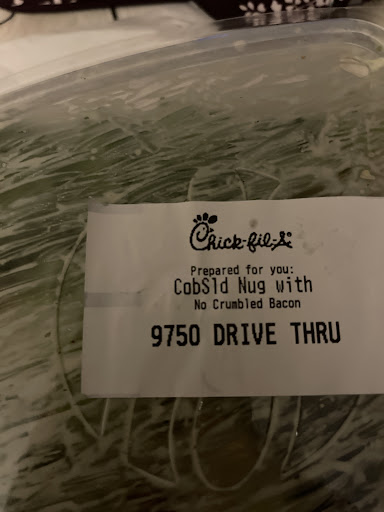 Chick-fil-A
Prepared for you:
CobSld Nug with
No Crumbled Bacon
9750 DRIVE THRU